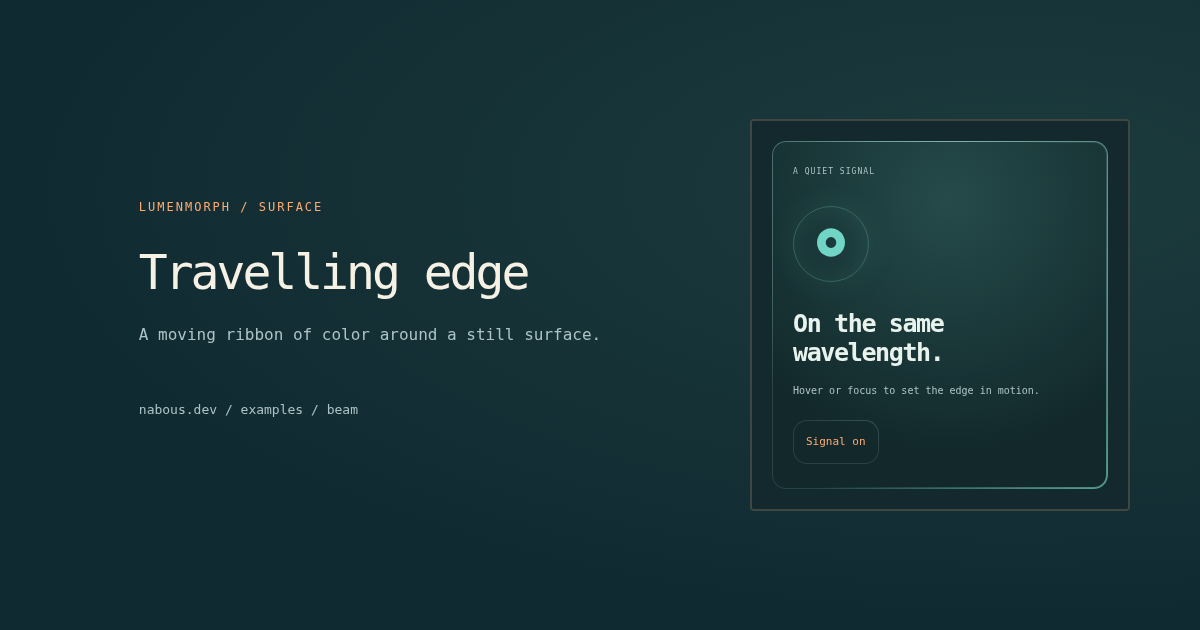 LUMENMORPH / SURFACE
Travelling edge
A moving ribbon of color around a still surface.
nabous.dev / examples / beam
A QUIET SIGNAL
On the same
wavelength.
Hover or focus to set the edge in motion.
Signal on